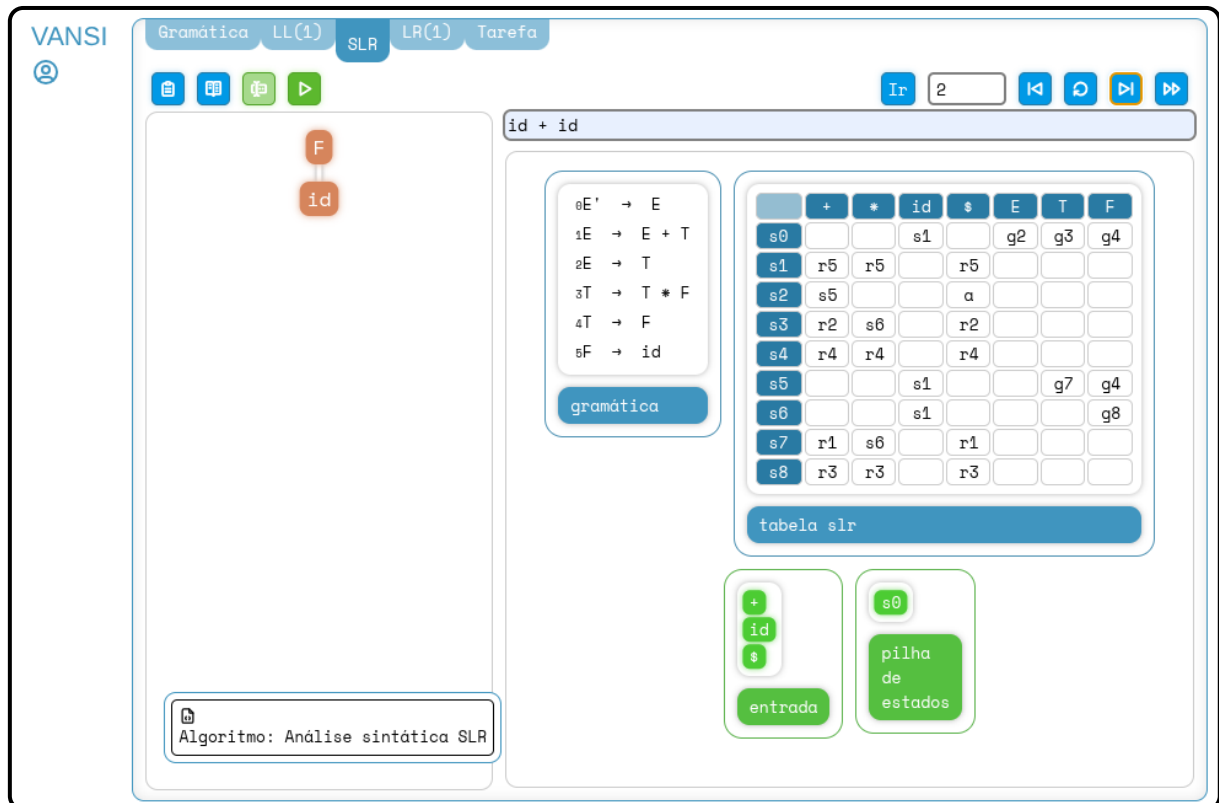 VANSI
Gramática LL(1) SLR LR(1) Tarefa
Ir 2
id + id
F
id
0E' → E
1E → E + T
2E → T
3T → T * F
4T → F
5F → id
gramática
+ * id $ E T F
s0 s1 g2 g3 g4
s1 r5 r5 r5
s2 s5 a
s3 r2 s6 r2
s4 r4 r4 r4
s5 s1 g7 g4
s6 s1 g8
s7 r1 s6 r1
s8 r3 r3 r3
tabela slr
+
id
$
entrada
s0
pilha
de
estados
Algoritmo: Análise sintática SLR